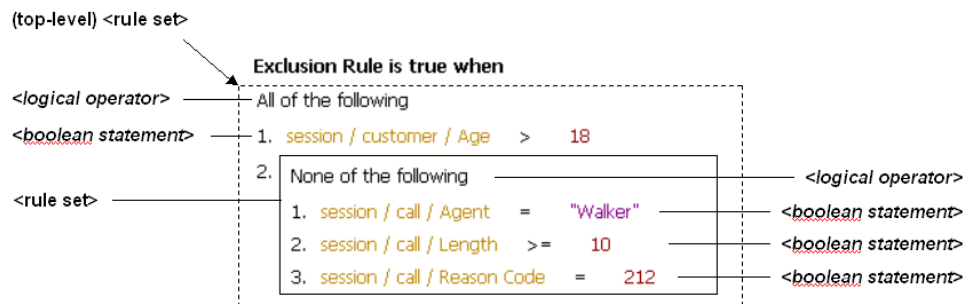 (top-level) <rule set>
Exclusion Rule is true when
<logical operator> All of the following
<boolean statement> 1. session / customer / Age > 18
2. None of the following <logical operator>
<rule set> 1. session / call / Agent = "Walker" <boolean statement>
2. session / call / Length >= 10 <boolean statement>
3. session / call / Reason Code = 212 <boolean statement>